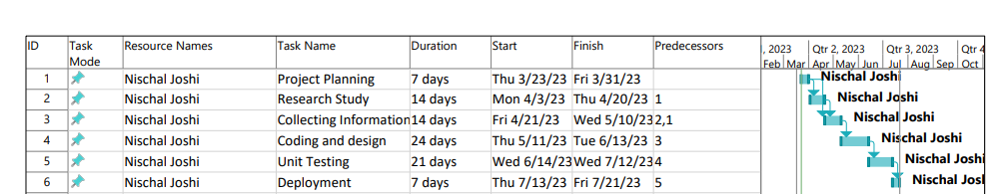 ID Task Mode Resource Names Task Name Duration Start Finish Predecessors
, 2023 Qtr 2, 2023 Qtr 3, 2023 Qtr 4
Feb Mar Apr May Jun Jul Aug Sep Oct
1 Nischal Joshi Project Planning 7 days Thu 3/23/23 Fri 3/31/23 Nischal Joshi
2 Nischal Joshi Research Study 14 days Mon 4/3/23 Thu 4/20/23 1 Nischal Joshi
3 Nischal Joshi Collecting Information 14 days Fri 4/21/23 Wed 5/10/23 2,1 Nischal Joshi
4 Nischal Joshi Coding and design 24 days Thu 5/11/23 Tue 6/13/23 3 Nischal Joshi
5 Nischal Joshi Unit Testing 21 days Wed 6/14/23 Wed 7/12/23 4 Nischal Joshi
6 Nischal Joshi Deployment 7 days Thu 7/13/23 Fri 7/21/23 5 Nischal Josh